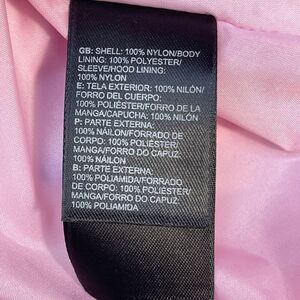 GB: SHELL: 100% NYLON/BODY
LINING: 100% POLYESTER/
SLEEVE/HOOD LINING:
100% NYLON
E: TELA EXTERIOR: 100% NILÓN/
FORRO DEL CUERPO:
100% POLIÉSTER/FORRO DE LA
MANGA/CAPUCHA: 100% NILÓN
P: PARTE EXTERNA:
100% NÁILON/FORRADO DE
CORPO: 100% POLIÉSTER/
MANGA/FORRO DO CAPUZ:
100% NÁILON
B: PARTE EXTERNA:
100% POLIAMIDA/FORRADO
DE CORPO: 100% POLIÉSTER/
MANGA/FORRO DO CAPUZ:
100% POLIAMIDA